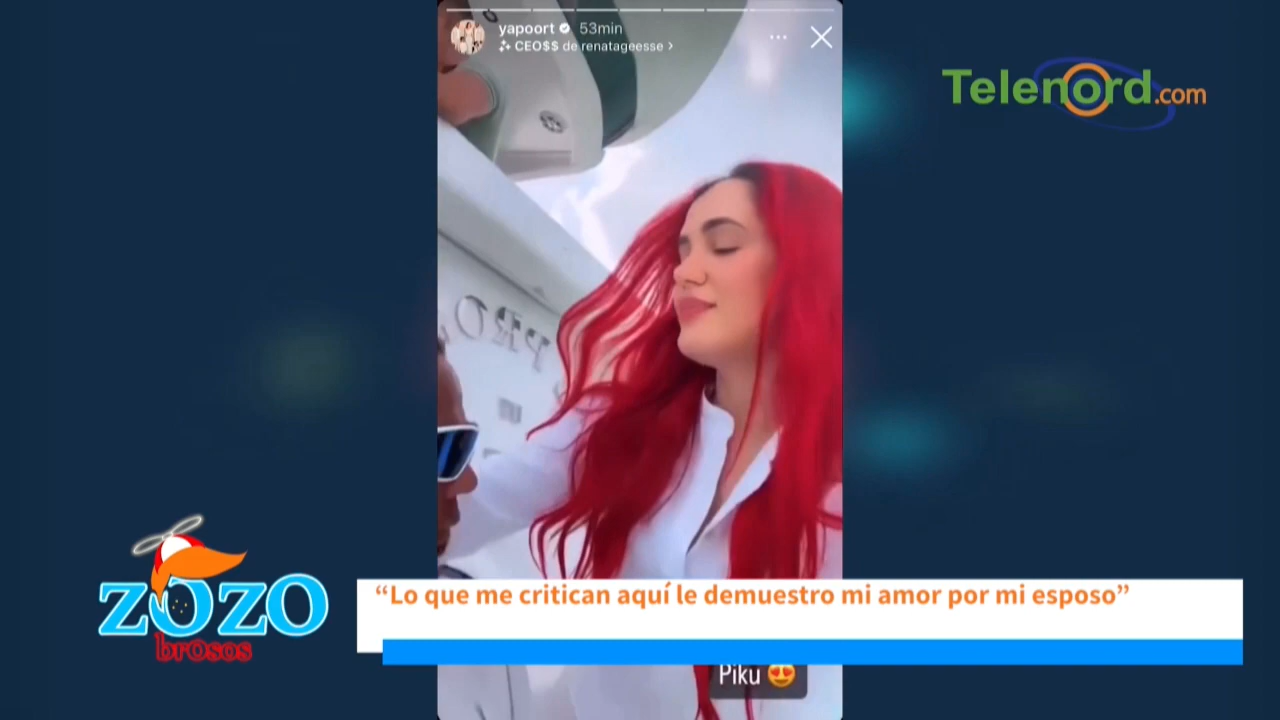 yapoort 53min
CEO$$ de renatageesse >
Telenord.com
PRO
ZOZO
brosos
“Lo que me critican aquí le demuestro mi amor por mi esposo”
Piku 😍